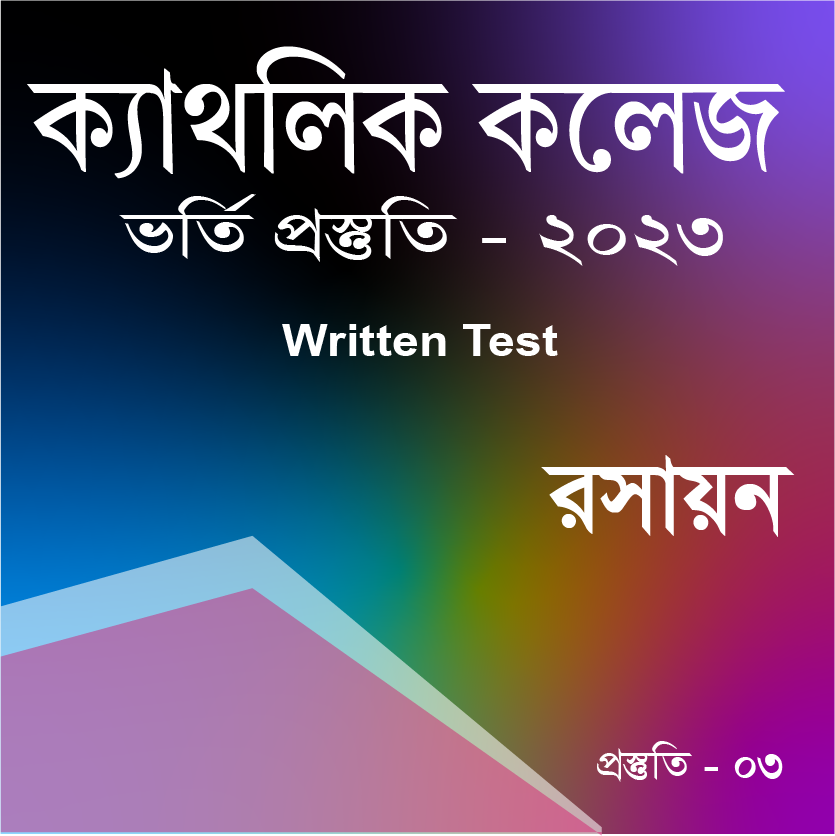 ক্যাথলিক কলেজ
ভর্তি প্রস্তুতি - ২০২৩
Written Test
রসায়ন
প্রস্তুতি - ০৩